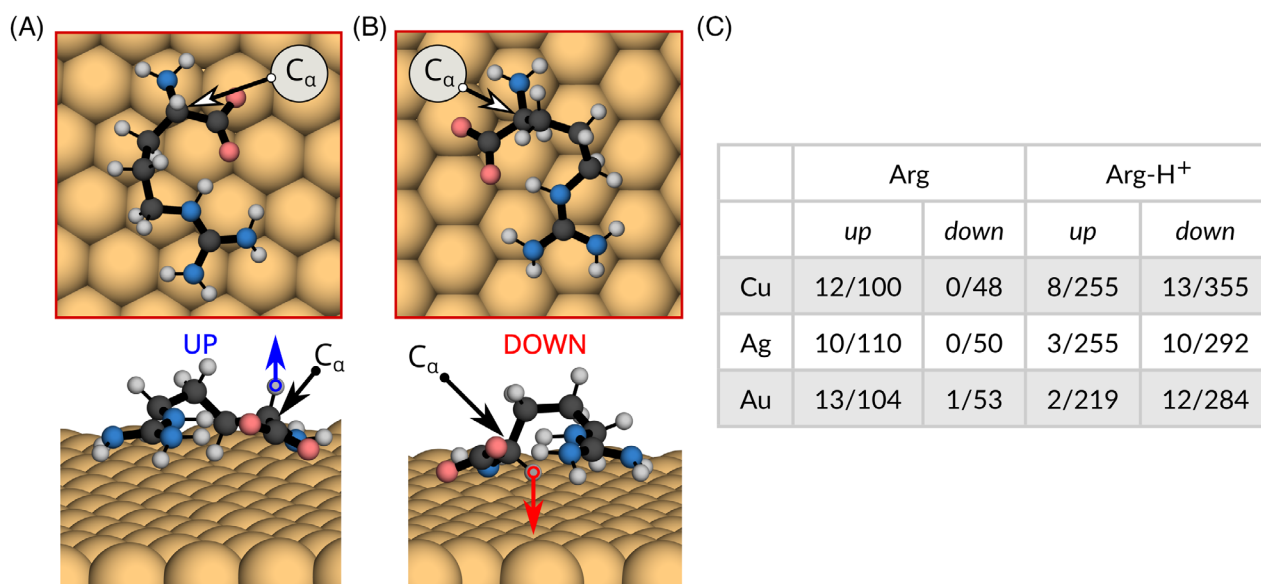 (A) (B) (C)
Cα Cα
UP DOWN
Cα Cα
Arg Arg-H⁺
up down up down
Cu 12/100 0/48 8/255 13/355
Ag 10/110 0/50 3/255 10/292
Au 13/104 1/53 2/219 12/284